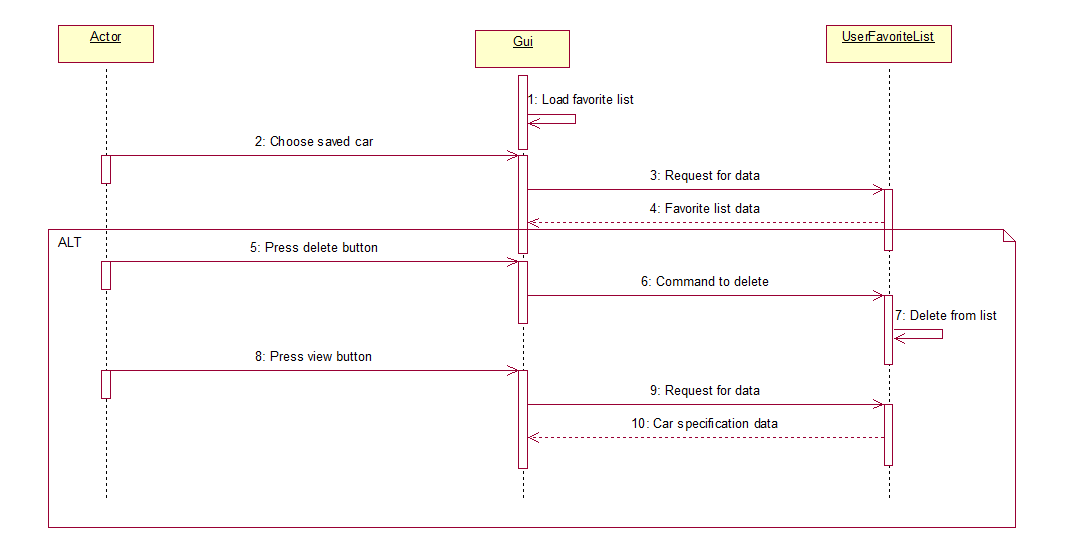 Actor
Gui
UserFavoriteList
1: Load favorite list
2: Choose saved car
3: Request for data
4: Favorite list data
ALT
5: Press delete button
6: Command to delete
7: Delete from list
8: Press view button
9: Request for data
10: Car specification data